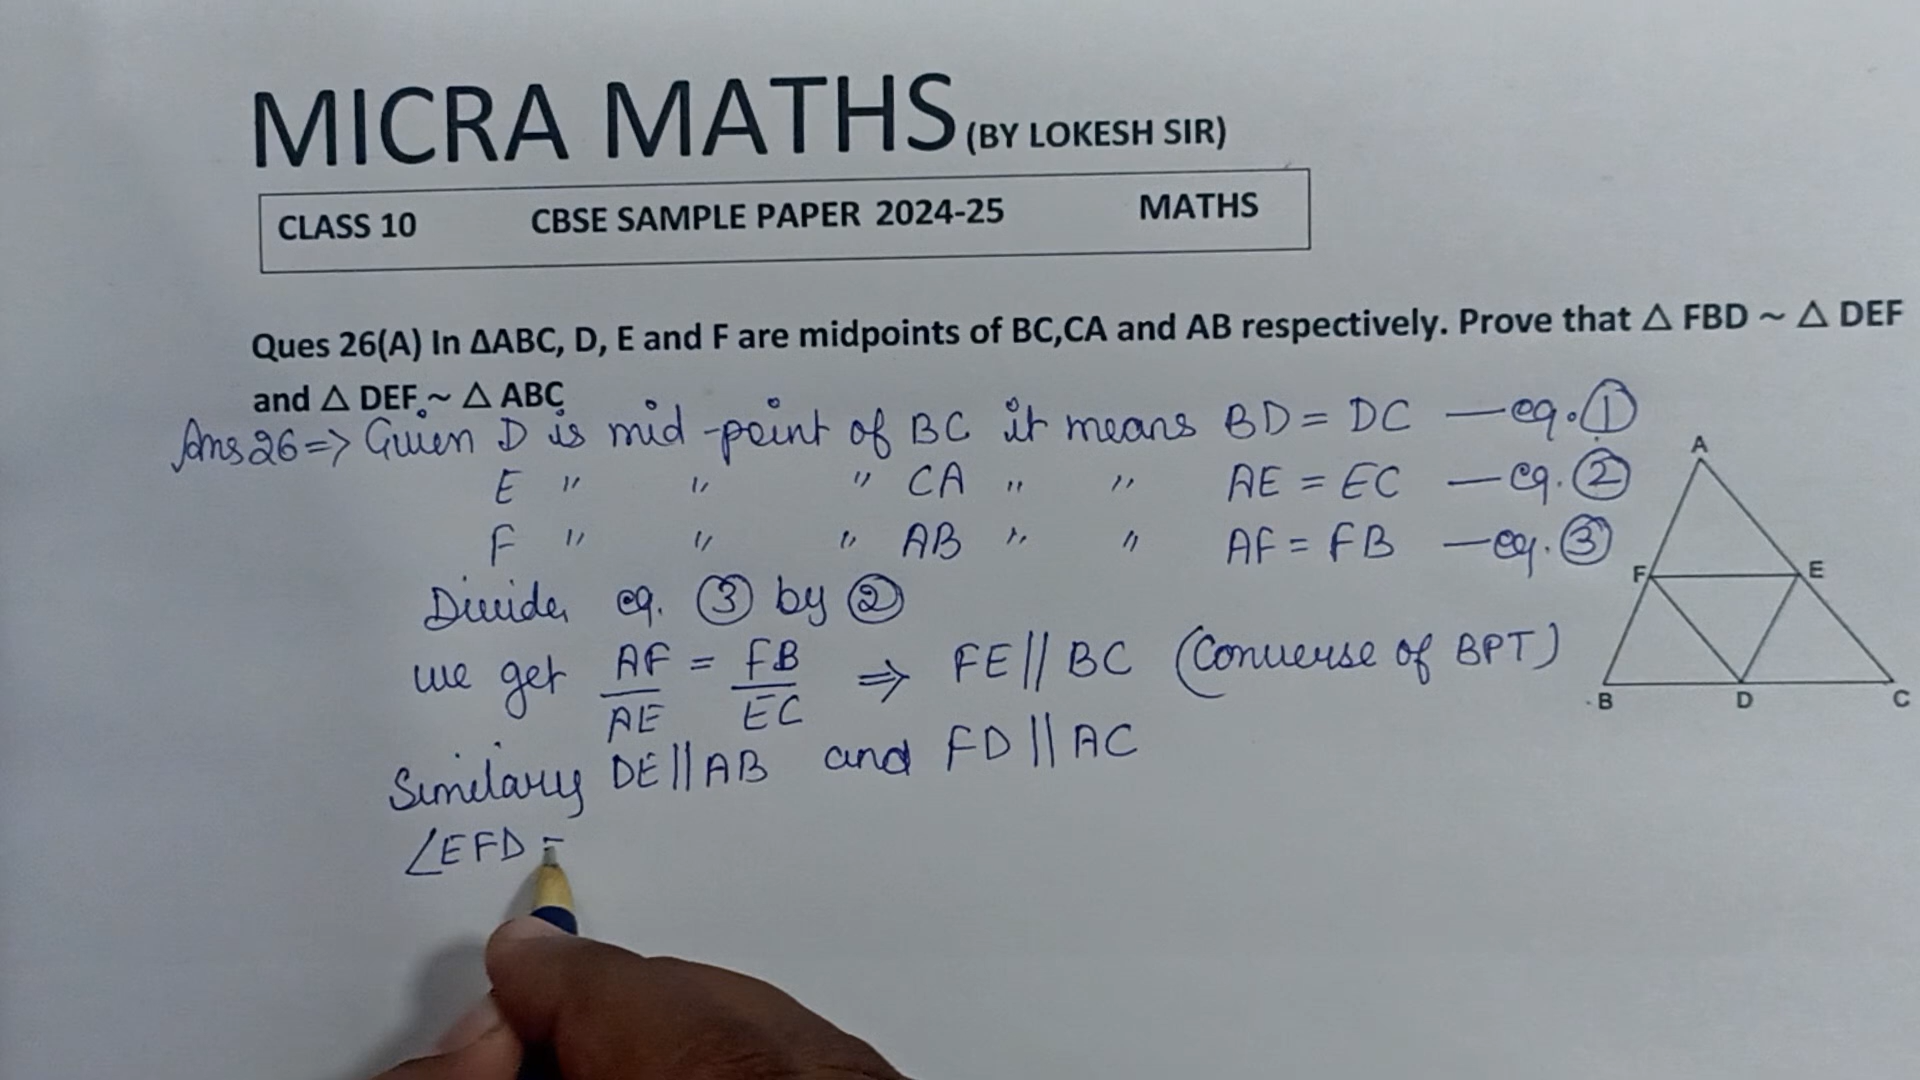 MICRA MATHS (BY LOKESH SIR)
CLASS 10 CBSE SAMPLE PAPER 2024-25 MATHS
Ques 26(A) In ΔABC, D, E and F are midpoints of BC,CA and AB respectively. Prove that △ FBD ~ △ DEF
and △ DEF ~ △ ABC
Ans 26 => Given D is mid-point of BC it means BD = DC — eq. ①
E " " " CA " " AE = EC — eq. ②
F " " " AB " " AF = FB — eq. ③
Divide eq. ③ by ②
we get AF/AE = FB/EC ⇒ FE || BC (Converse of BPT)
Similary DE || AB and FD || AC
∠EFD =
A
F E
B D C